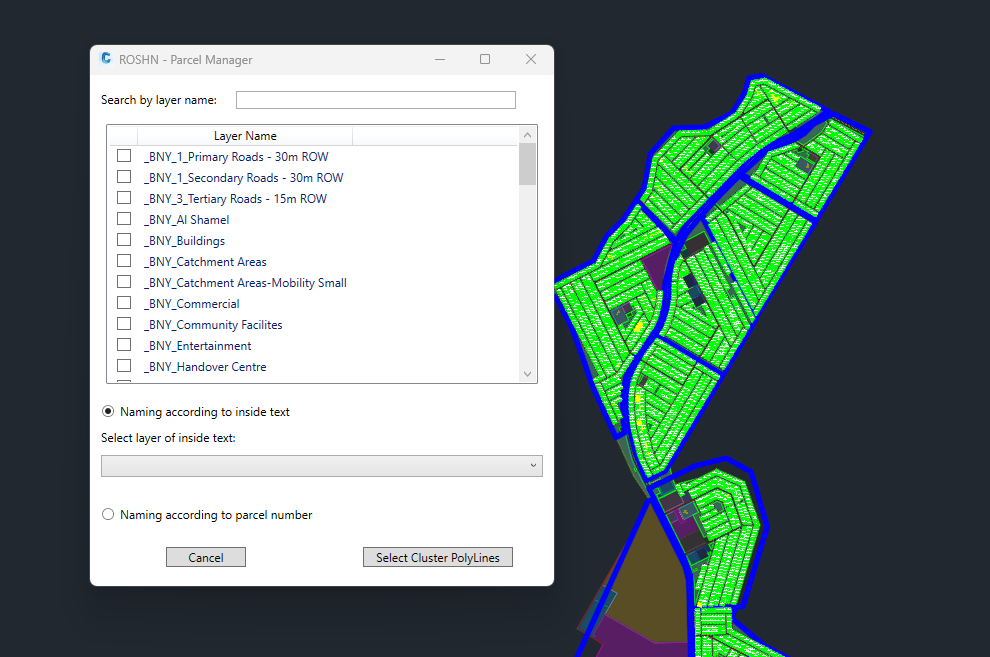 ROSHN - Parcel Manager
Search by layer name:
Layer Name
_BNY_1_Primary Roads - 30m ROW
_BNY_1_Secondary Roads - 30m ROW
_BNY_3_Tertiary Roads - 15m ROW
_BNY_Al Shamel
_BNY_Buildings
_BNY_Catchment Areas
_BNY_Catchment Areas-Mobility Small
_BNY_Commercial
_BNY_Community Facilites
_BNY_Entertainment
_BNY_Handover Centre
Naming according to inside text
Select layer of inside text:
Naming according to parcel number
Cancel
Select Cluster PolyLines